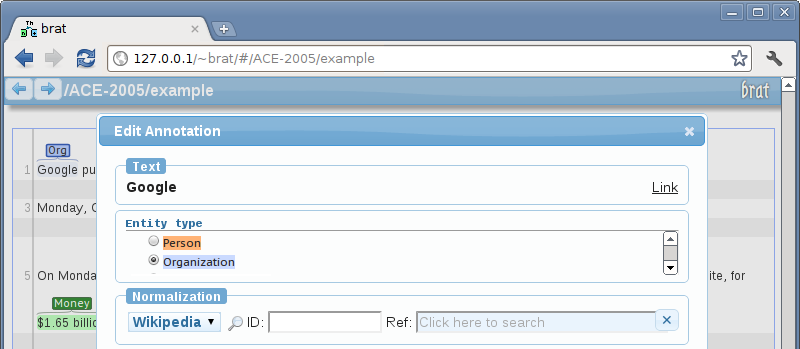 brat
127.0.0.1/~brat/#/ACE-2005/example
/ACE-2005/example
brat
Edit Annotation
Org
1 Google pu
3 Monday,
5 On Monda
ite, for
Money
$1.65 billio
Text
Google
Link
Entity type
Person
Organization
Normalization
Wikipedia ID: Ref: Click here to search